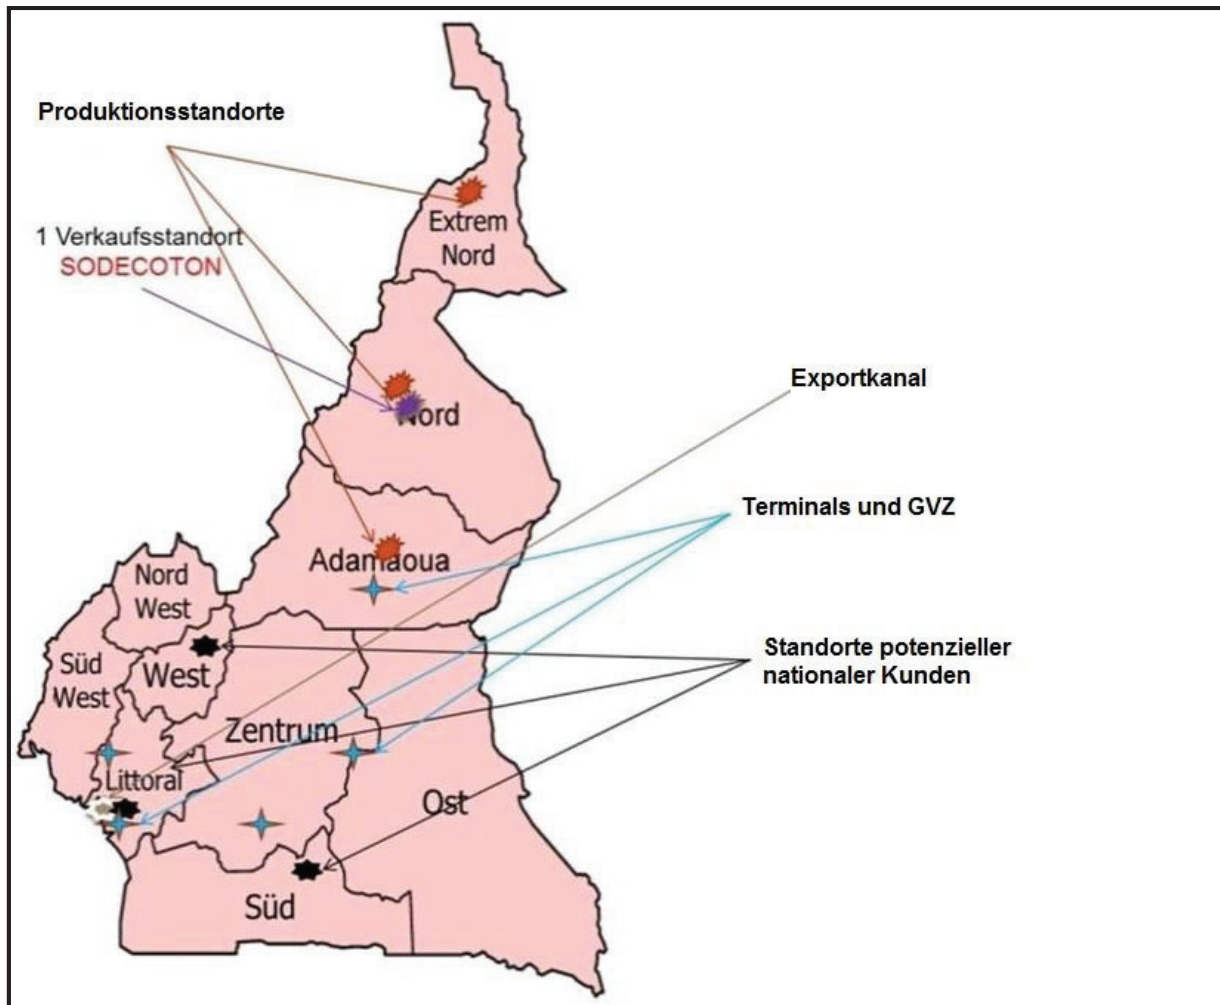 Produktionsstandorte
1 Verkaufsstandort
SODECOTON
Extrem
Nord
Exportkanal
Nord
Terminals und GVZ
Adamaoua
Nord
West
Standorte potenzieller
nationaler Kunden
Süd
West
West
Zentrum
Littoral
Ost
Süd